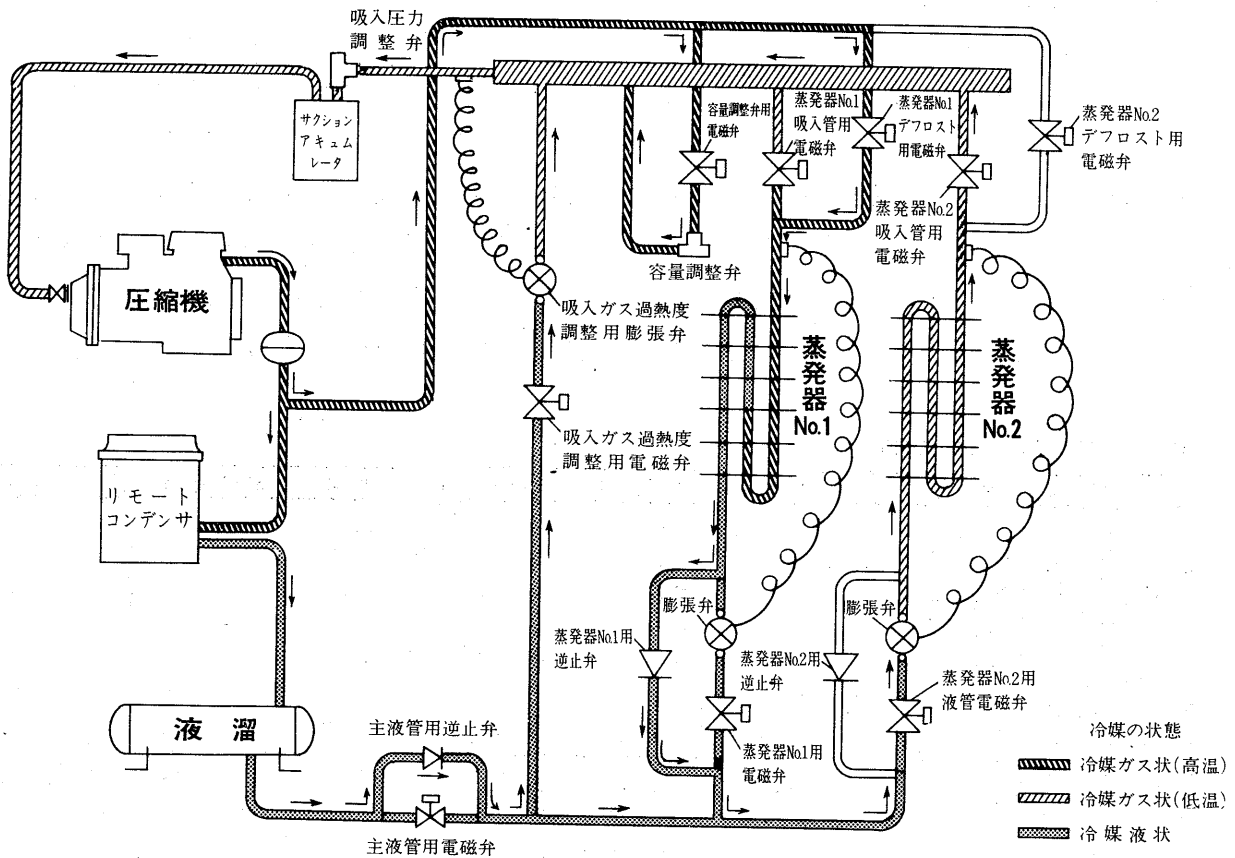 吸入圧力
調整弁
サクション
アキュム
レータ
容量調整弁用
電磁弁
蒸発器No.1
吸入管用
電磁弁
蒸発器No.1
デフロスト
用電磁弁
蒸発器No.2
デフロスト用
電磁弁
蒸発器No.2
吸入管用
電磁弁
容量調整弁
圧縮機
吸入ガス過熱度
調整用膨張弁
蒸発器
No.1
蒸発器
No.2
吸入ガス過熱度
調整用電磁弁
リモート
コンデンサ
膨張弁
膨張弁
蒸発器No.1用
逆止弁
蒸発器No.2用
逆止弁
蒸発器No.2用
液管電磁弁
蒸発器No.1用
電磁弁
液溜
主液管用逆止弁
主液管用電磁弁
冷媒の状態
冷媒ガス状(高温)
冷媒ガス状(低温)
冷媒液状